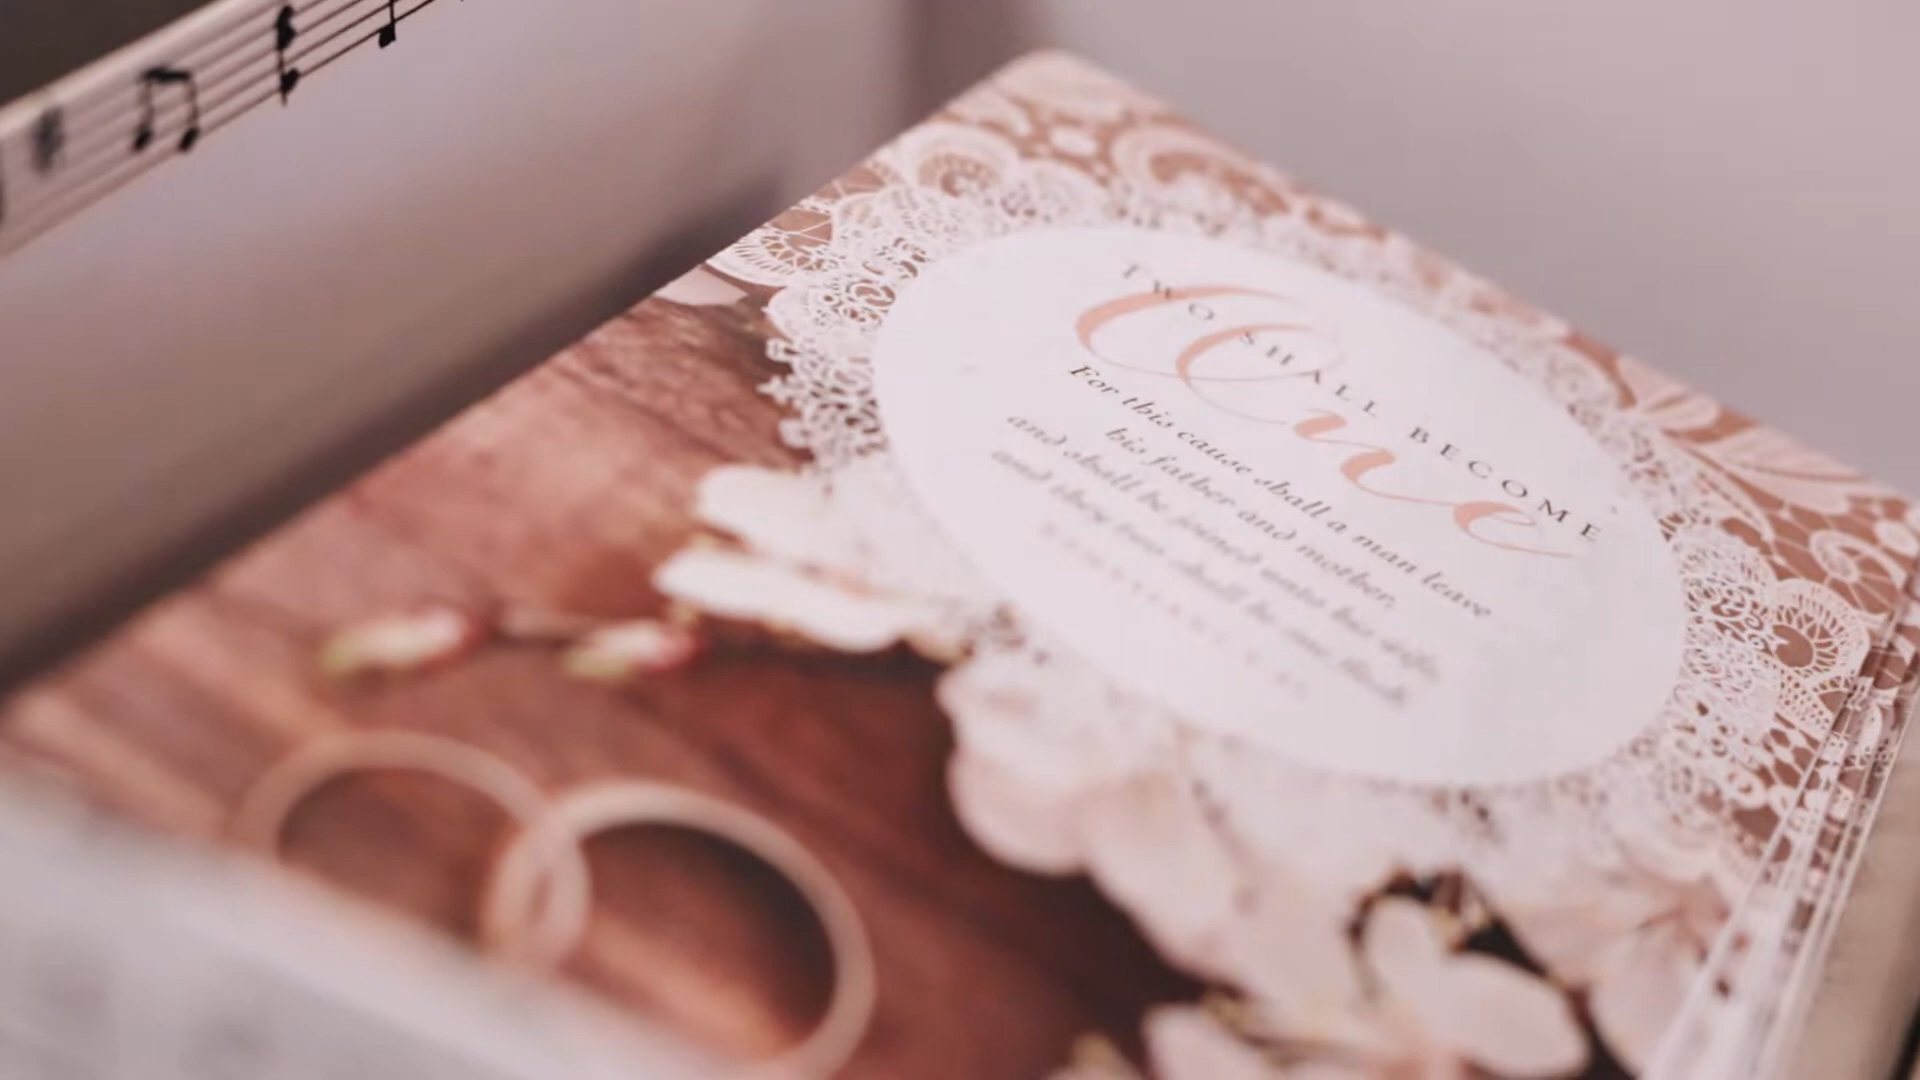 TWO SHALL BECOME
One
For this cause shall a man leave
his father and mother,
and shall be joined unto his wife,
and they two shall be one flesh